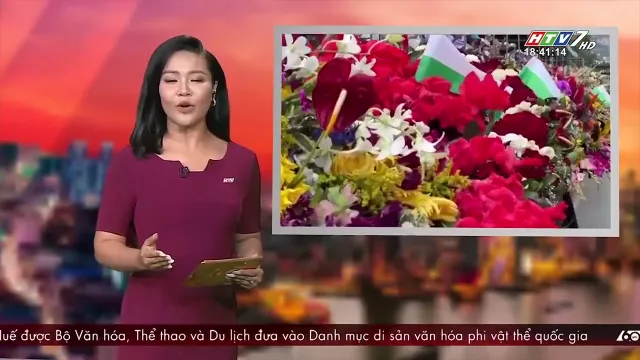 HTV7 HD
18:41:14
Huế được Bộ Văn hóa, Thể thao và Du lịch đưa vào Danh mục di sản văn hóa phi vật thể quốc gia